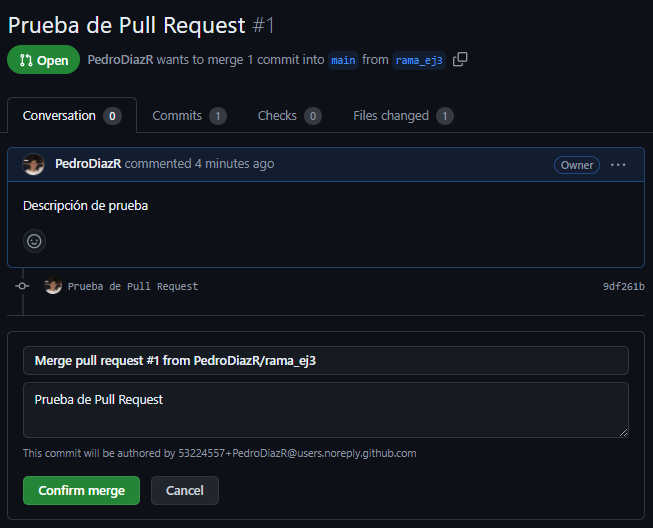 Prueba de Pull Request #1
Open PedroDiazR wants to merge 1 commit into main from rama_ej3
Conversation 0 Commits 1 Checks 0 Files changed 1
PedroDiazR commented 4 minutes ago Owner ...
Descripción de prueba
Prueba de Pull Request 9df261b
Merge pull request #1 from PedroDiazR/rama_ej3
Prueba de Pull Request
This commit will be authored by 53224557+PedroDiazR@users.noreply.github.com
Confirm merge Cancel